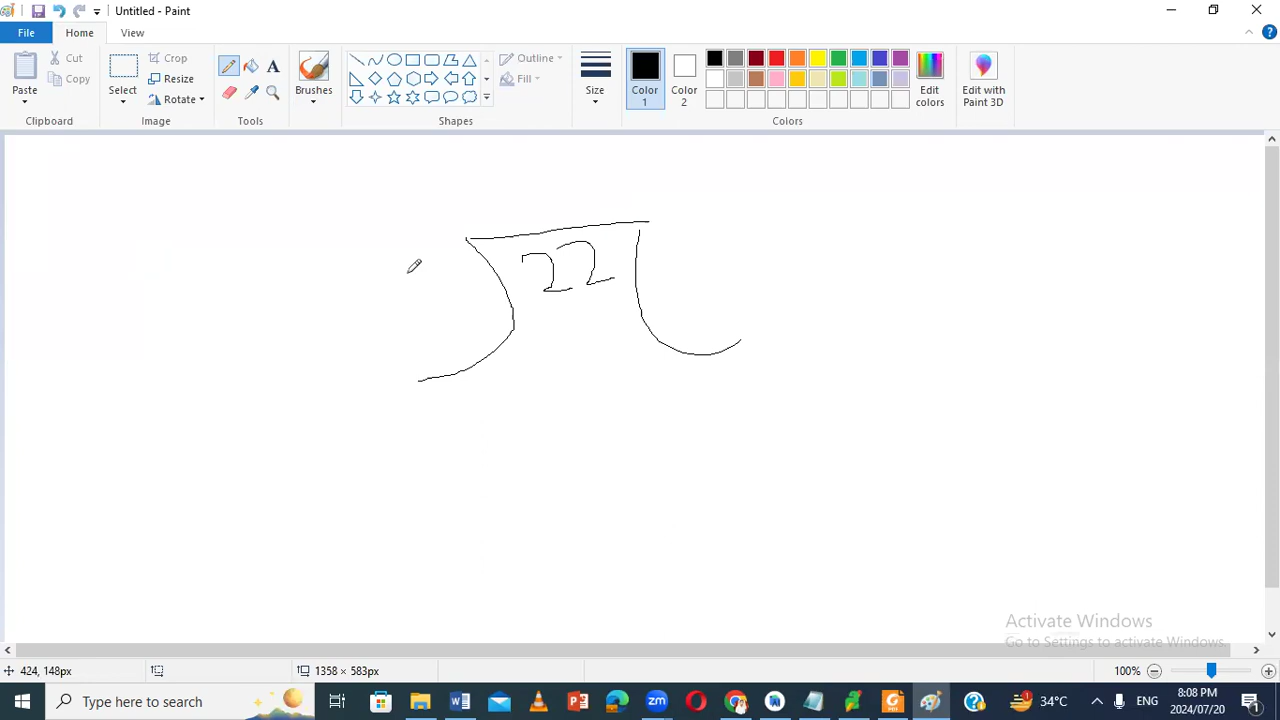 Untitled - Paint
File
Home
View
Paste
Cut
Copy
Clipboard
Select
Crop
Resize
Rotate
Image
A
Tools
Brushes
Outline
Fill
Shapes
Size
Color 1
Color 2
Edit colors
Edit with Paint 3D
Colors
22
Activate Windows
Go to Settings to activate Windows.
424, 148px
1358 × 583px
100%
Type here to search
34°C
ENG
8:08 PM
2024/07/20